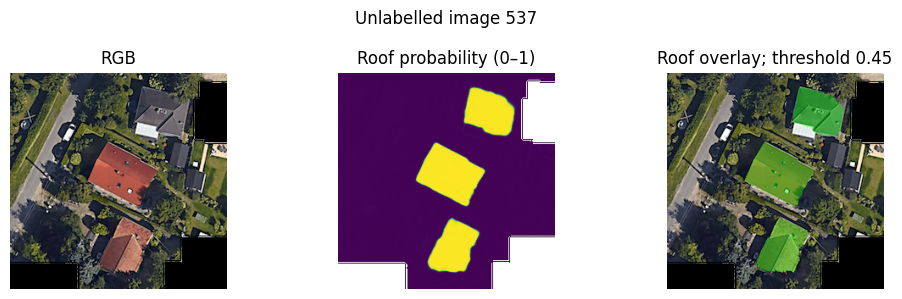 Unlabelled image 537
RGB
Roof probability (0–1)
Roof overlay; threshold 0.45